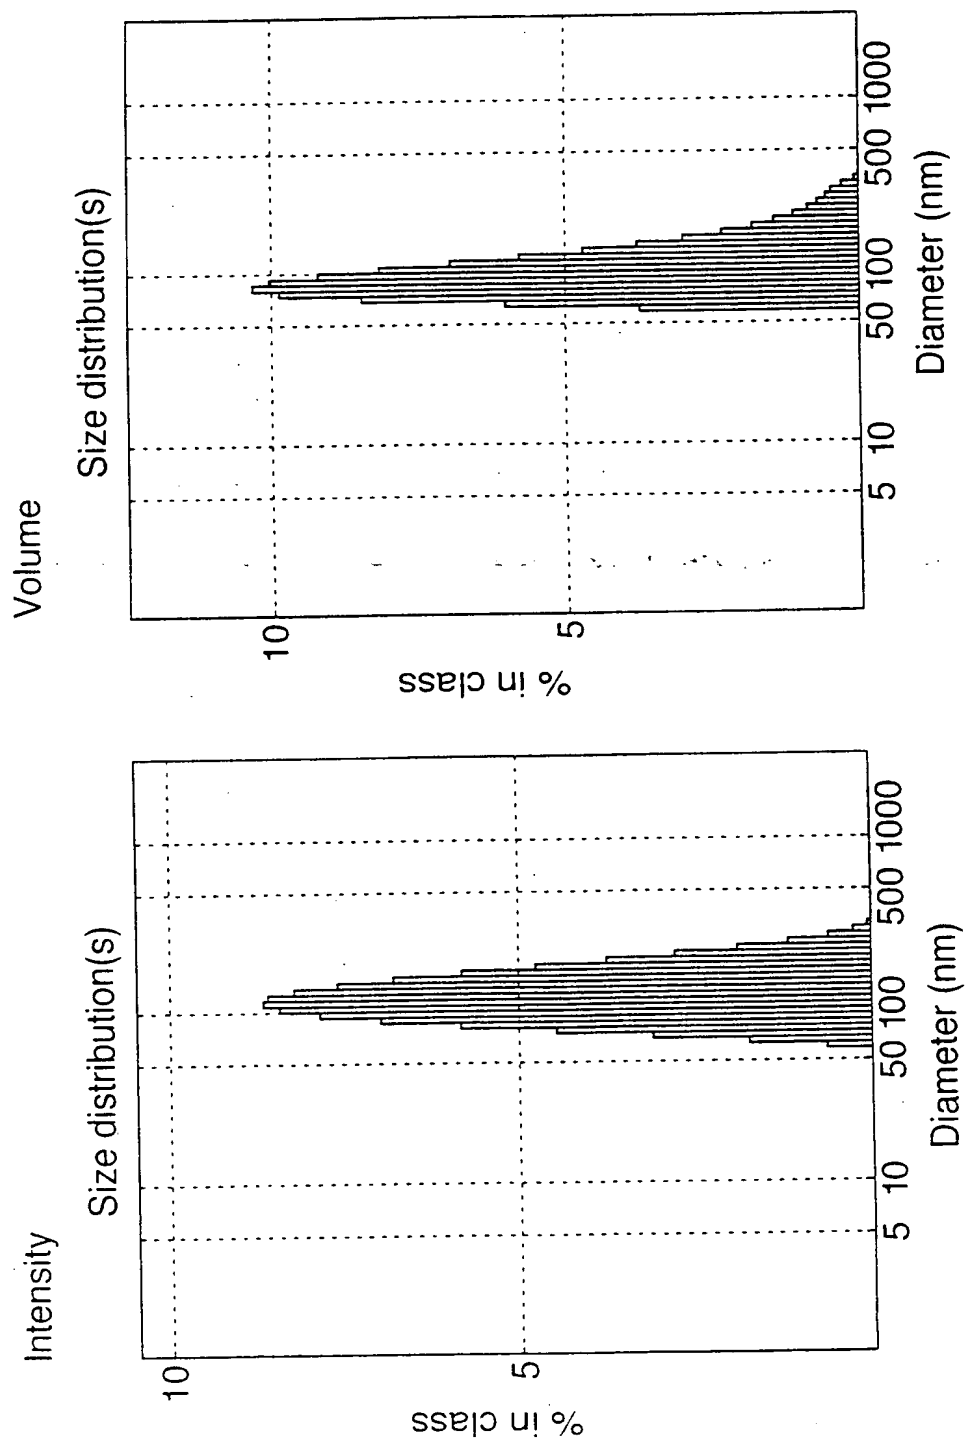 Intensity
Size distribution(s)
10
5
% in class
5 10 50 100 500 1000
Diameter (nm)
Volume
Size distribution(s)
10
5
% in class
5 10 50 100 500 1000
Diameter (nm)